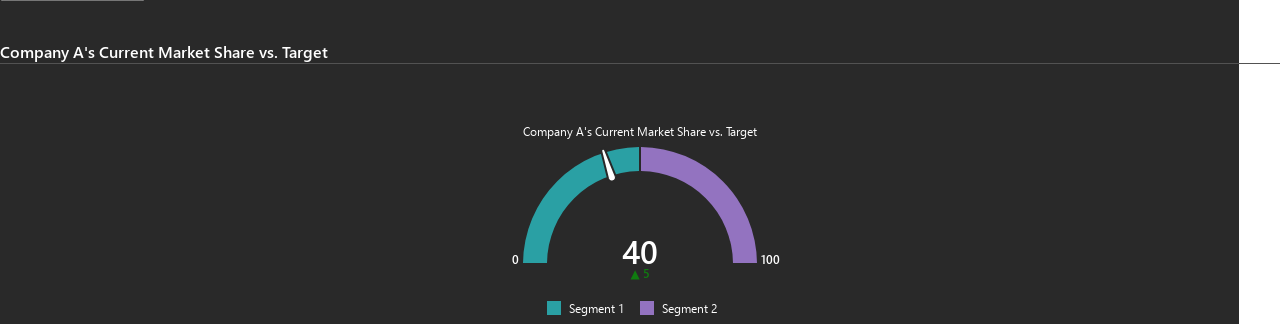 Company A's Current Market Share vs. Target
Company A's Current Market Share vs. Target
40
0
100
▲ 5
Segment 1
Segment 2